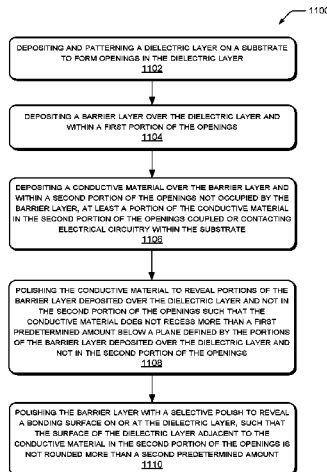 1100
DEPOSITING AND PATTERNING A DIELECTRIC LAYER ON A SUBSTRATE
TO FORM OPENINGS IN THE DIELECTRIC LAYER
1102
DEPOSITING A BARRIER LAYER OVER THE DIELECTRIC LAYER AND
WITHIN A FIRST PORTION OF THE OPENINGS
1104
DEPOSITING A CONDUCTIVE MATERIAL OVER THE BARRIER LAYER AND
WITHIN A SECOND PORTION OF THE OPENINGS NOT OCCUPIED BY THE
BARRIER LAYER, AT LEAST A PORTION OF THE CONDUCTIVE MATERIAL
IN THE SECOND PORTION OF THE OPENINGS COUPLED OR CONTACTING
ELECTRICAL CIRCUITRY WITHIN THE SUBSTRATE
1106
POLISHING THE CONDUCTIVE MATERIAL TO REVEAL PORTIONS OF THE
BARRIER LAYER DEPOSITED OVER THE DIELECTRIC LAYER AND NOT IN
THE SECOND PORTION OF THE OPENINGS SUCH THAT THE
CONDUCTIVE MATERIAL DOES NOT RECESS MORE THAN A FIRST
PREDETERMINED AMOUNT BELOW A PLANE DEFINED BY THE PORTIONS
OF THE BARRIER LAYER DEPOSITED OVER THE DIELECTRIC LAYER AND
NOT IN THE SECOND PORTION OF THE OPENINGS
1108
POLISHING THE BARRIER LAYER WITH A SELECTIVE POLISH TO REVEAL
A BONDING SURFACE ON OR AT THE DIELECTRIC LAYER, SUCH THAT
THE SURFACE OF THE DIELECTRIC LAYER ADJACENT TO THE
CONDUCTIVE MATERIAL IN THE SECOND PORTION OF THE OPENINGS IS
NOT ROUNDED MORE THAN A SECOND PREDETERMINED AMOUNT
1110